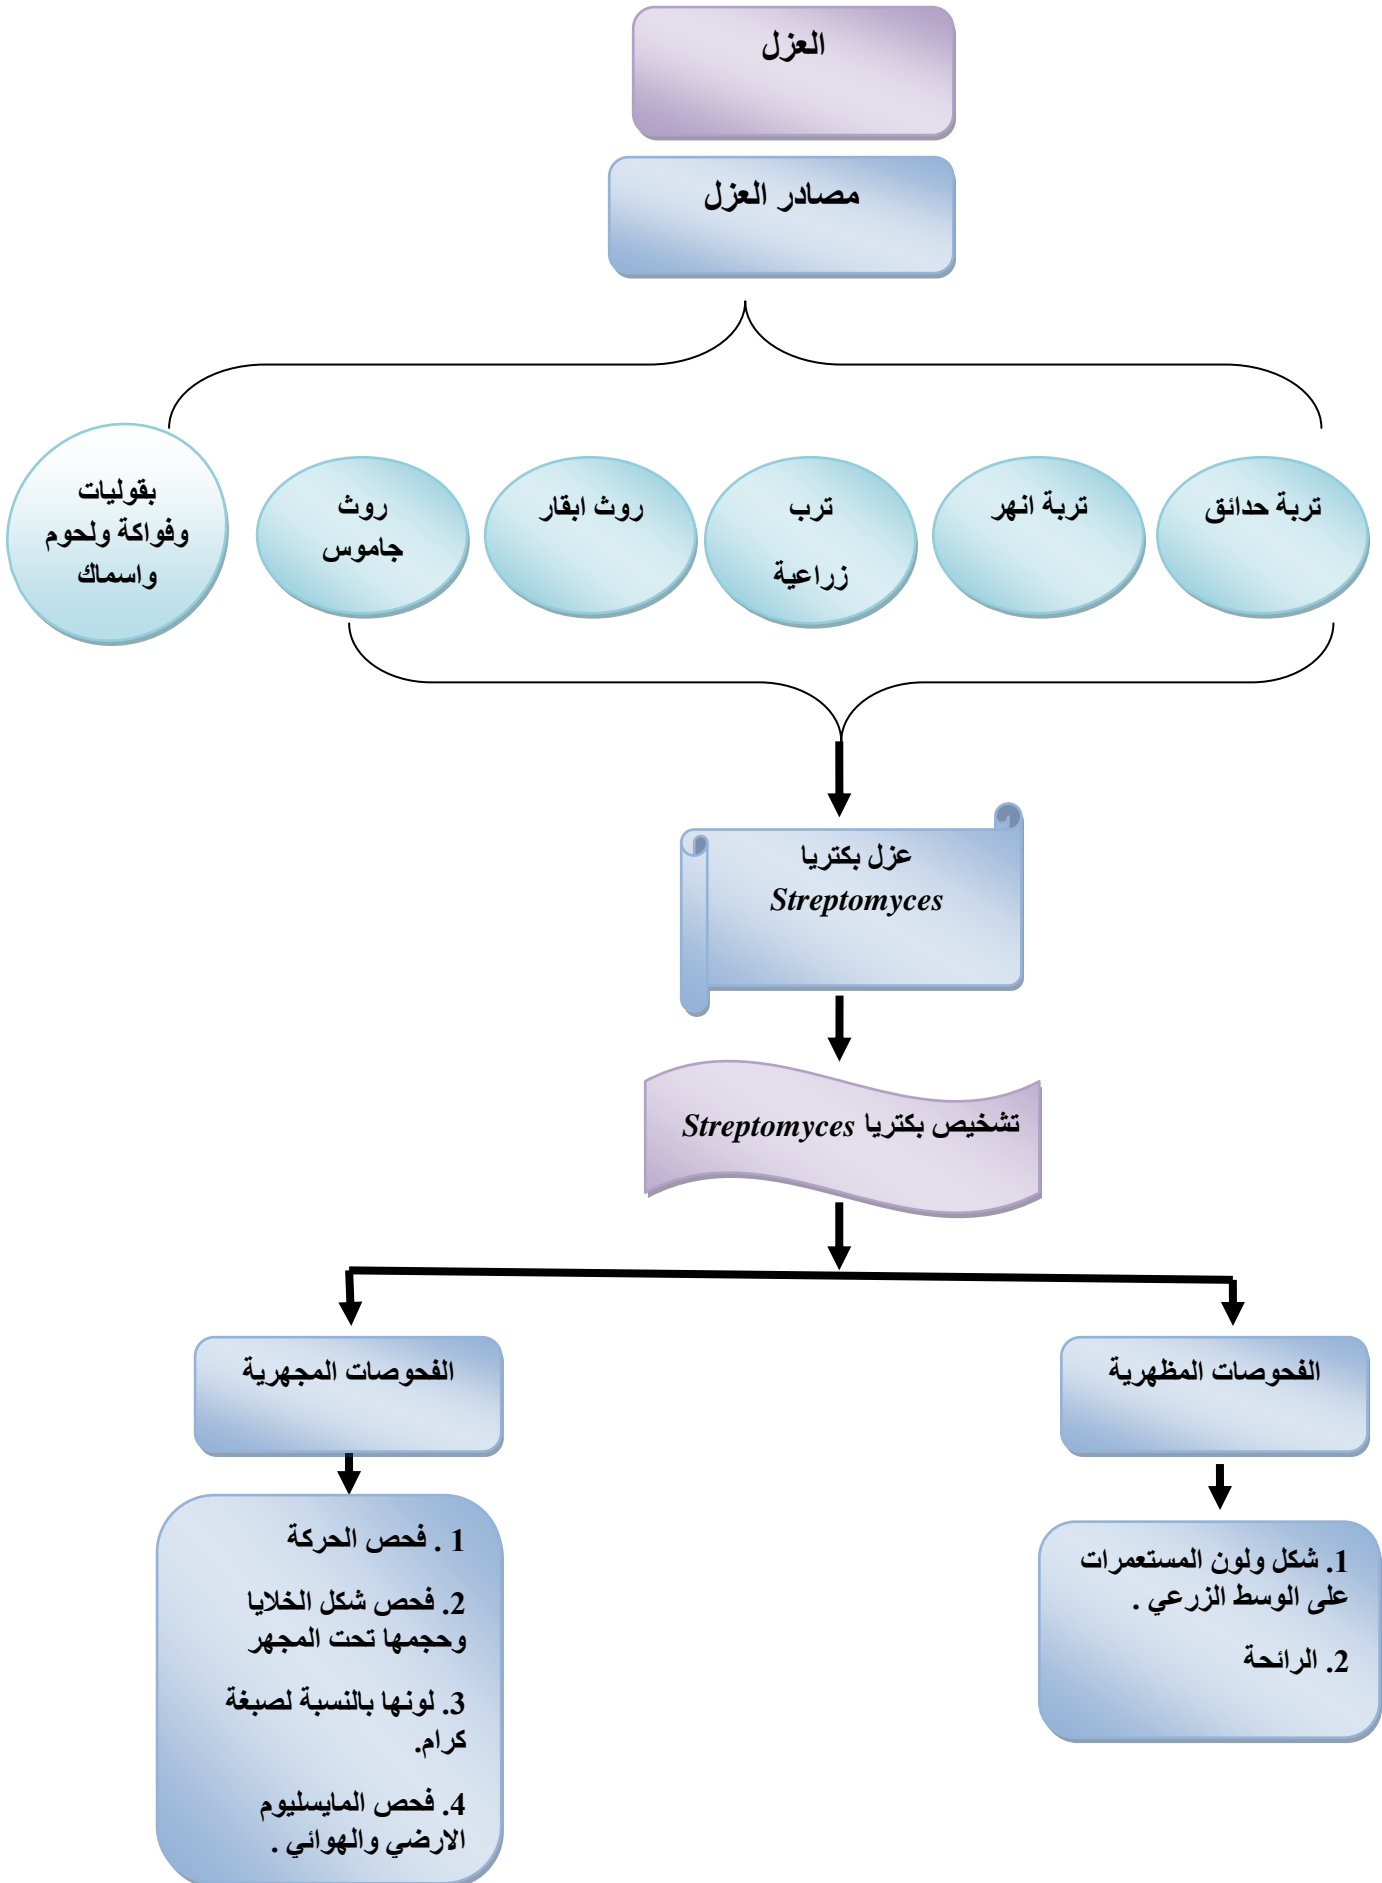 العزل
مصادر العزل
تربة حدائق
تربة انهر
ترب
زراعية
روث ابقار
روث
جاموس
بقوليات
وفواكة ولحوم
واسماك
عزل بكتريا
Streptomyces
تشخيص بكتريا Streptomyces
الفحوصات المظهرية
1. شكل ولون المستعمرات
على الوسط الزرعي .
2. الرائحة
الفحوصات المجهرية
1 . فحص الحركة
2. فحص شكل الخلايا
وحجمها تحت المجهر
3. لونها بالنسبة لصبغة
كرام.
4. فحص المايسليوم
الارضي والهوائي .